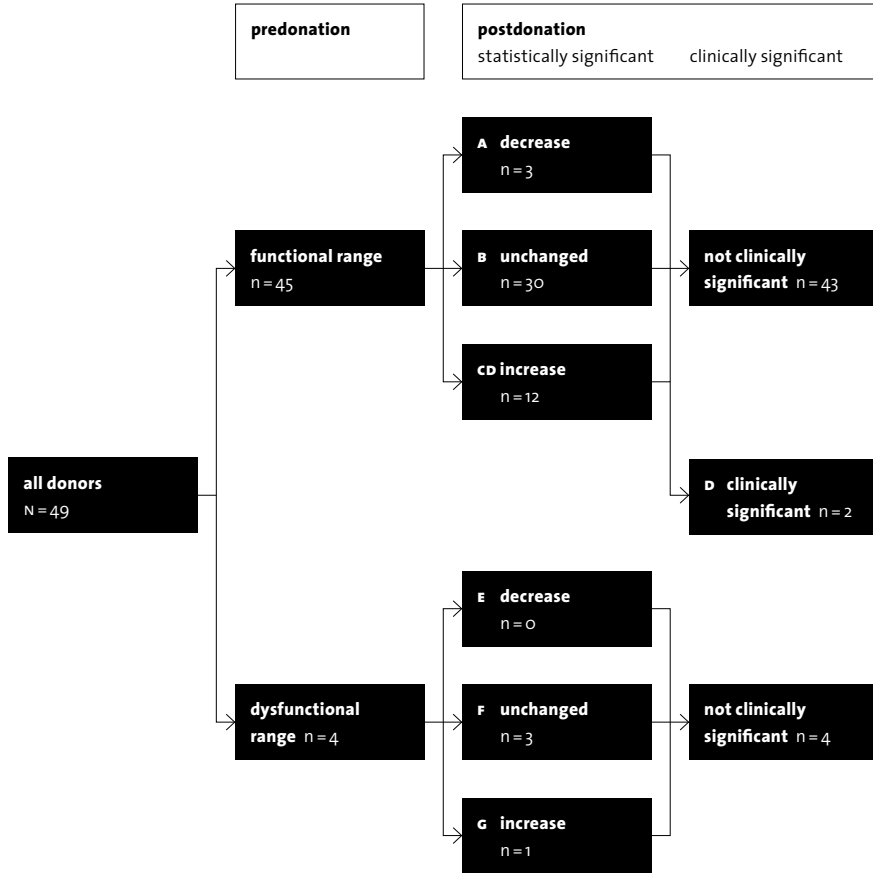 predonation
postdonation
statistically significant clinically significant
A decrease
n = 3
functional range
n = 45
B unchanged
n = 30
not clinically
significant n = 43
CD increase
n = 12
all donors
N = 49
D clinically
significant n = 2
E decrease
n = 0
dysfunctional
range n = 4
F unchanged
n = 3
not clinically
significant n = 4
G increase
n = 1